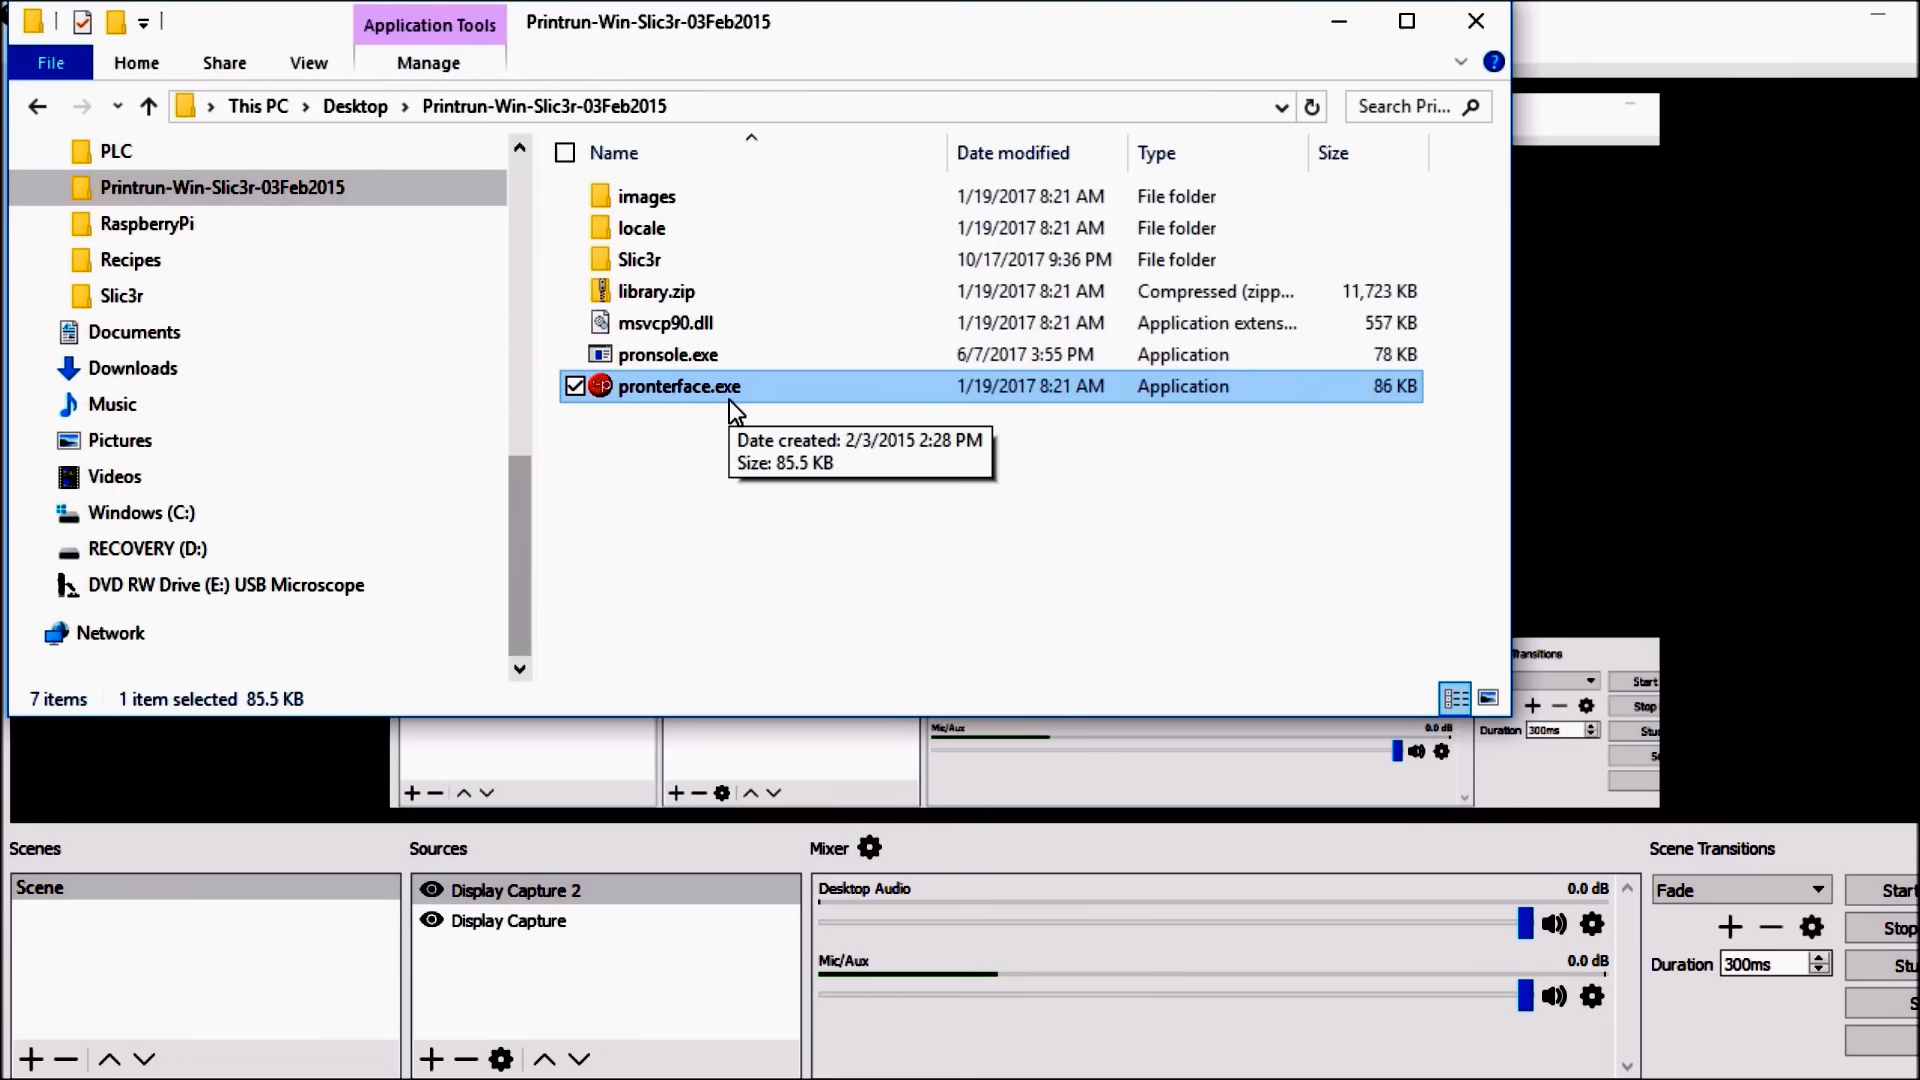 Application Tools
Printrun-Win-Slic3r-03Feb2015
File
Home
Share
View
Manage
This PC
Desktop
Printrun-Win-Slic3r-03Feb2015
Search Pri...
PLC
Printrun-Win-Slic3r-03Feb2015
RaspberryPi
Recipes
Slic3r
Documents
Downloads
Music
Pictures
Videos
Windows (C:)
RECOVERY (D:)
DVD RW Drive (E:) USB Microscope
Network
Name Date modified Type Size
images 1/19/2017 8:21 AM File folder
locale 1/19/2017 8:21 AM File folder
Slic3r 10/17/2017 9:36 PM File folder
library.zip 1/19/2017 8:21 AM Compressed (zipp... 11,723 KB
msvcp90.dll 1/19/2017 8:21 AM Application extens... 557 KB
pronsole.exe 6/7/2017 3:55 PM Application 78 KB
pronterface.exe 1/19/2017 8:21 AM Application 86 KB
Date created: 2/3/2015 2:28 PM
Size: 85.5 KB
7 items 1 item selected 85.5 KB
Transitions
Start
Stop
Duration 300ms Stu
Mic/Aux 0.0 dB
Scenes
Scene
Sources
Display Capture 2
Display Capture
Mixer
Desktop Audio 0.0 dB
Mic/Aux 0.0 dB
Scene Transitions
Fade
Duration 300ms
Start
Stop
Stu
S